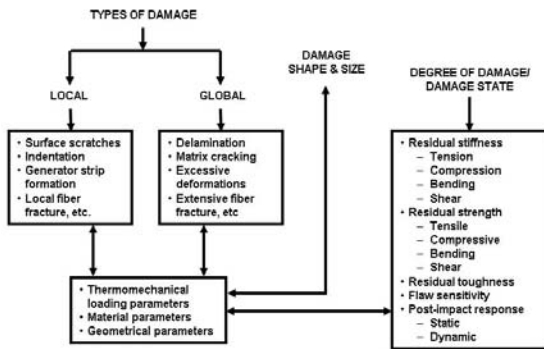 TYPES OF DAMAGE
LOCAL
GLOBAL
• Surface scratches
• Indentation
• Generator strip
formation
• Local fiber
fracture, etc.
• Delamination
• Matrix cracking
• Excessive
deformations
• Extensive fiber
fracture, etc
• Thermomechanical
loading parameters
• Material parameters
• Geometrical parameters
DAMAGE
SHAPE & SIZE
DEGREE OF DAMAGE/
DAMAGE STATE
• Residual stiffness
– Tension
– Compression
– Bending
– Shear
• Residual strength
– Tensile
– Compressive
– Bending
– Shear
• Residual toughness
• Flaw sensitivity
• Post-impact response
– Static
– Dynamic